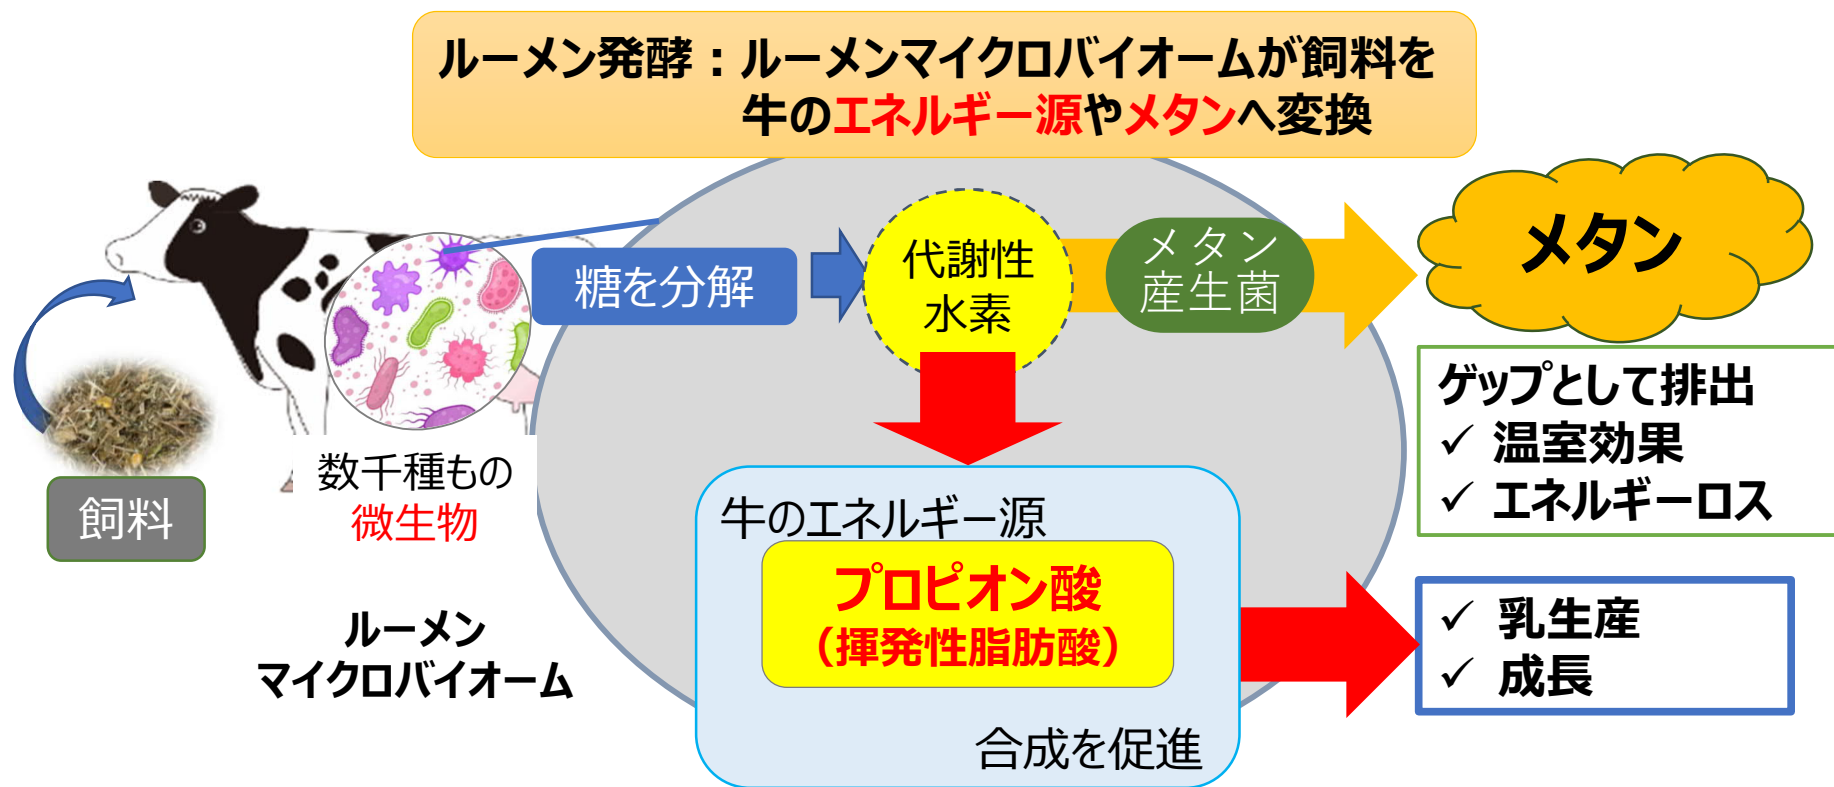 ルーメン発酵：ルーメンマイクロバイオームが飼料を
牛のエネルギー源やメタンへ変換
糖を分解
代謝性
水素
メタン
産生菌
メタン
ゲップとして排出
✓ 温室効果
✓ エネルギーロス
飼料
数千種もの
微生物
ルーメン
マイクロバイオーム
牛のエネルギー源
プロピオン酸
（揮発性脂肪酸）
合成を促進
✓ 乳生産
✓ 成長